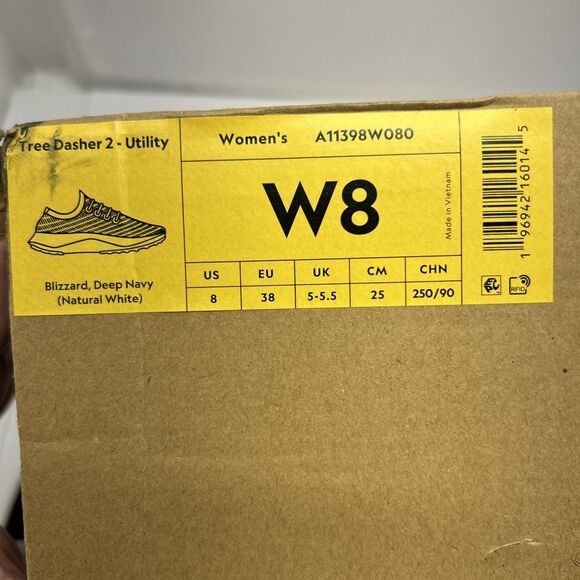 Tree Dasher 2 - Utility
Blizzard, Deep Navy
(Natural White)
Women's A11398W080
W8
Made in Vietnam
US EU UK CM CHN
8 38 5-5.5 25 250/90
1 96942 16014 5
RFID